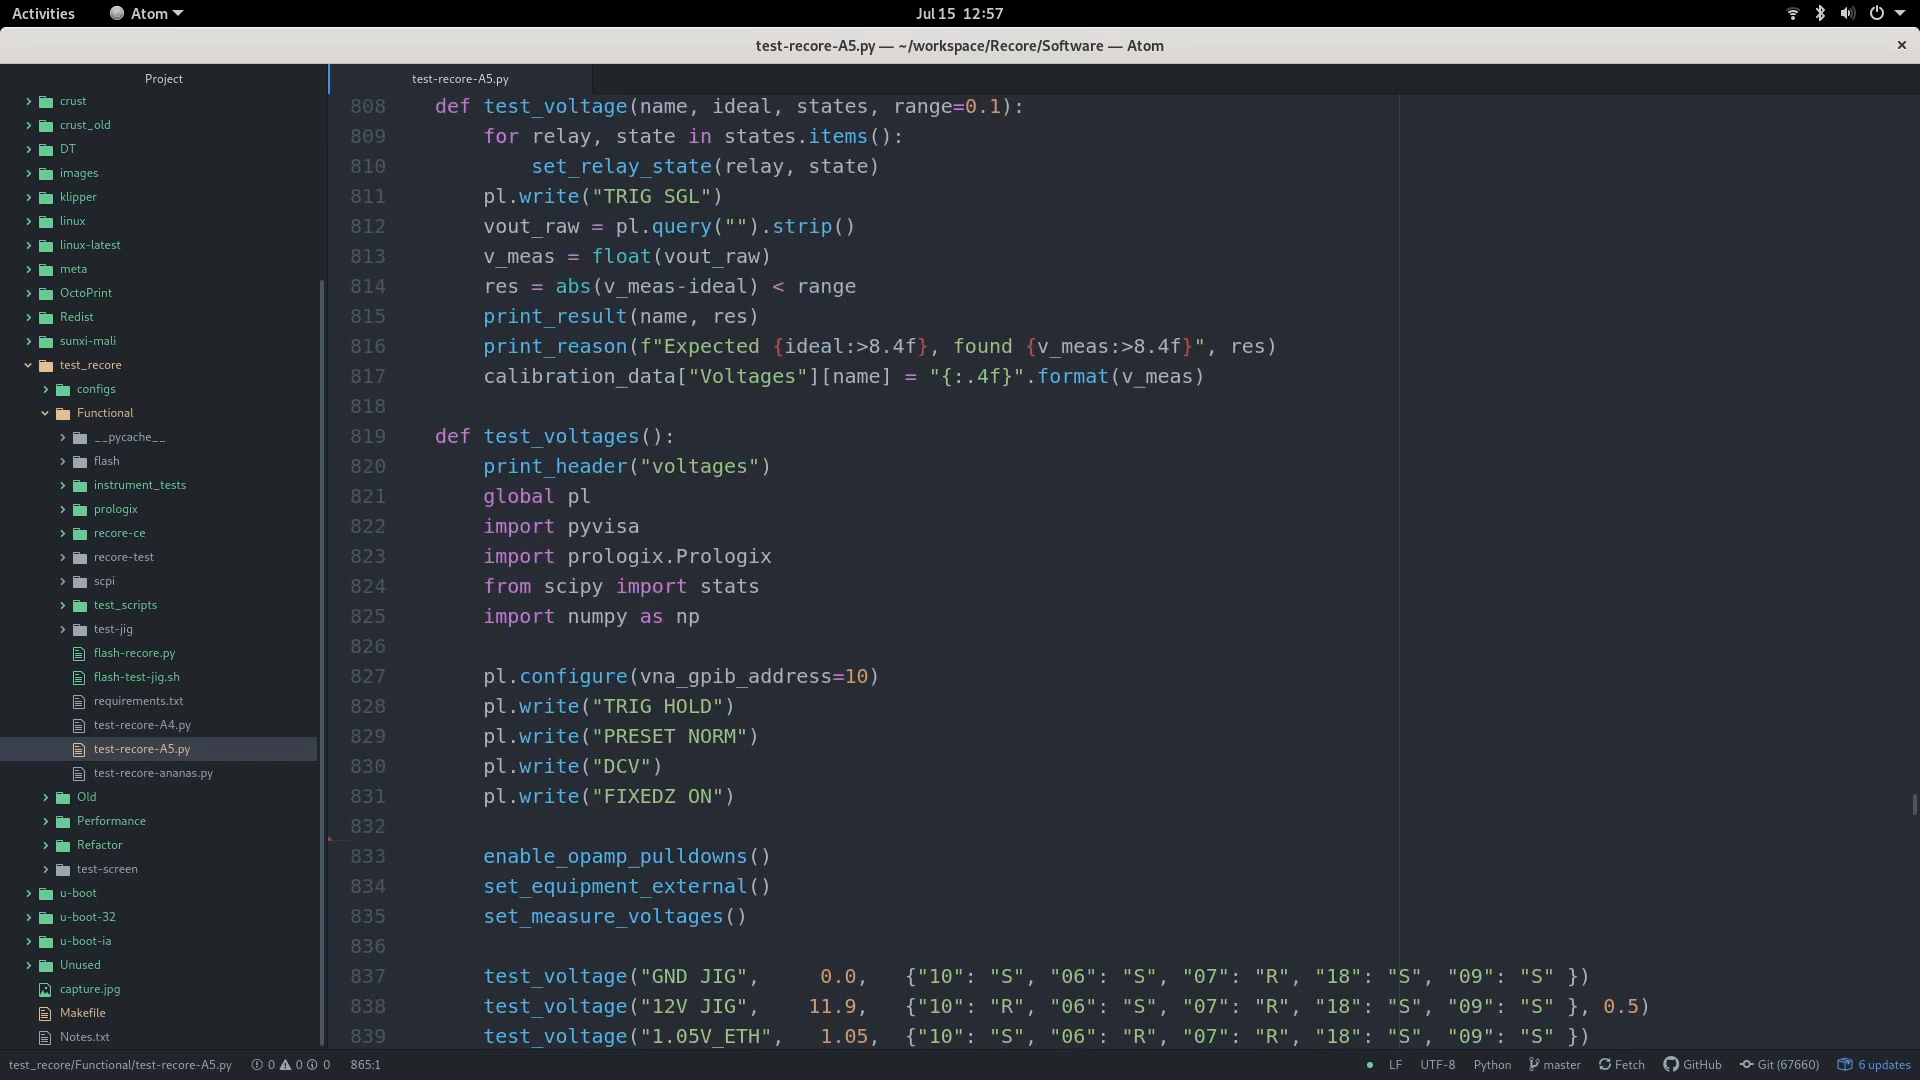 Activities Atom Jul 15 12:57
test-recore-A5.py — ~/workspace/Recore/Software — Atom
Project
crust
crust_old
DT
images
klipper
linux
linux-latest
meta
OctoPrint
Redist
sunxi-mali
test_recore
configs
Functional
__pycache__
flash
instrument_tests
prologix
recore-ce
recore-test
scpi
test_scripts
test-jig
flash-recore.py
flash-test-jig.sh
requirements.txt
test-recore-A4.py
test-recore-A5.py
test-recore-ananas.py
Old
Performance
Refactor
test-screen
u-boot
u-boot-32
u-boot-ia
Unused
capture.jpg
Makefile
Notes.txt
test-recore-A5.py
808 def test_voltage(name, ideal, states, range=0.1):
809 for relay, state in states.items():
810 set_relay_state(relay, state)
811 pl.write("TRIG SGL")
812 vout_raw = pl.query("").strip()
813 v_meas = float(vout_raw)
814 res = abs(v_meas-ideal) < range
815 print_result(name, res)
816 print_reason(f"Expected {ideal:>8.4f}, found {v_meas:>8.4f}", res)
817 calibration_data["Voltages"][name] = "{:.4f}".format(v_meas)
818
819 def test_voltages():
820 print_header("voltages")
821 global pl
822 import pyvisa
823 import prologix.Prologix
824 from scipy import stats
825 import numpy as np
826
827 pl.configure(vna_gpib_address=10)
828 pl.write("TRIG HOLD")
829 pl.write("PRESET NORM")
830 pl.write("DCV")
831 pl.write("FIXEDZ ON")
832
833 enable_opamp_pulldowns()
834 set_equipment_external()
835 set_measure_voltages()
836
837 test_voltage("GND JIG", 0.0, {"10": "S", "06": "S", "07": "R", "18": "S", "09": "S" })
838 test_voltage("12V JIG", 11.9, {"10": "R", "06": "S", "07": "R", "18": "S", "09": "S" }, 0.5)
839 test_voltage("1.05V_ETH", 1.05, {"10": "S", "06": "R", "07": "R", "18": "S", "09": "S" })
test_recore/Functional/test-recore-A5.py 0 0 0 865:1 LF UTF-8 Python master Fetch GitHub Git (67660) 6 updates